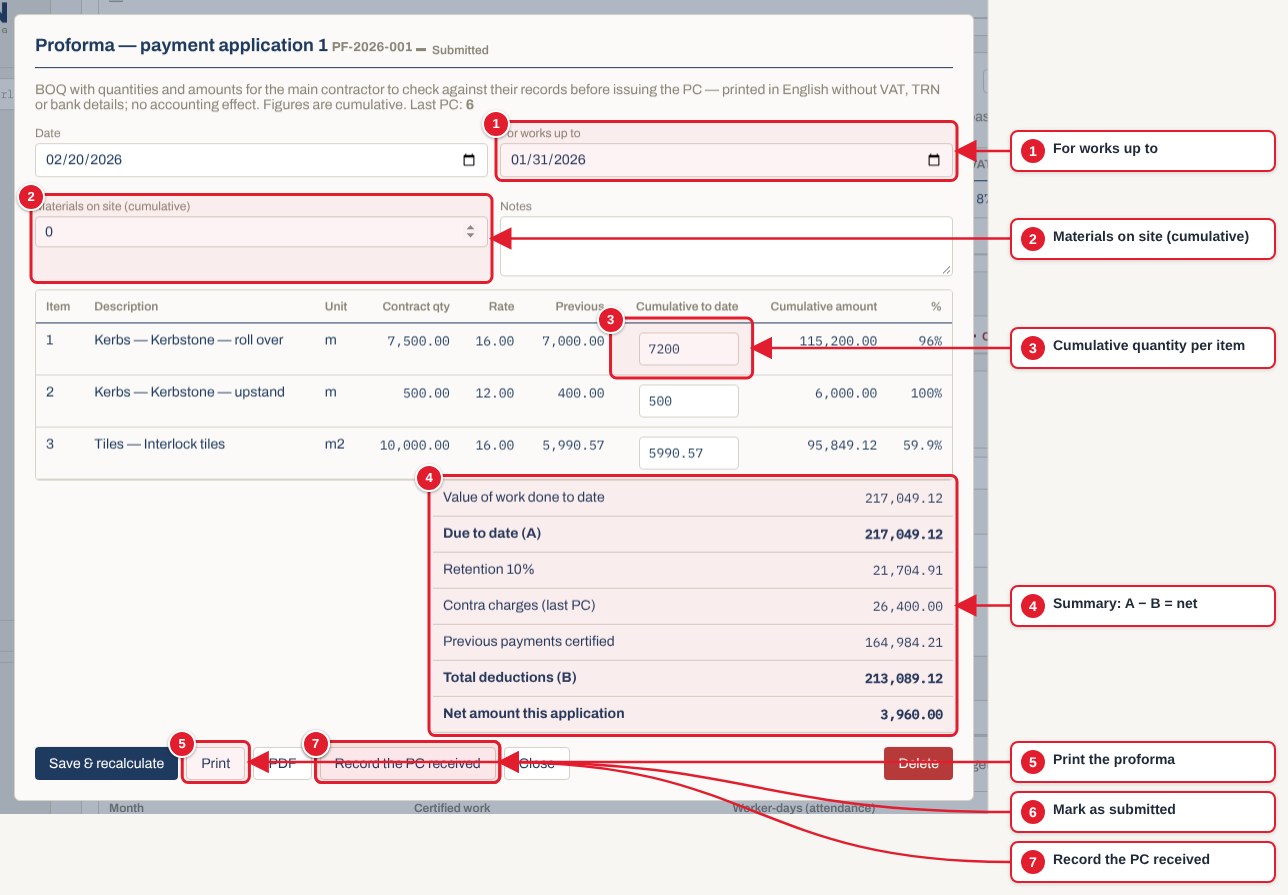 Proforma — payment application 1 PF-2026-001 Submitted
BOQ with quantities and amounts for the main contractor to check against their records before issuing the PC — printed in English without VAT, TRN
or bank details; no accounting effect. Figures are cumulative. Last PC: 6
Date
1 or works up to
02/20/2026
01/31/2026
1 For works up to
2 aterials on site (cumulative)
Notes
0
2 Materials on site (cumulative)
Item Description Unit Contract qty Rate Previous Cumulative to date Cumulative amount %
3
1 Kerbs — Kerbstone — roll over m 7,500.00 16.00 7,000.00 7200 115,200.00 96%
3 Cumulative quantity per item
2 Kerbs — Kerbstone — upstand m 500.00 12.00 400.00 500 6,000.00 100%
3 Tiles — Interlock tiles m2 10,000.00 16.00 5,990.57 5990.57 95,849.12 59.9%
4
Value of work done to date 217,049.12
Due to date (A) 217,049.12
Retention 10% 21,704.91
Contra charges (last PC) 26,400.00
4 Summary: A − B = net
Previous payments certified 164,984.21
Total deductions (B) 213,089.12
Net amount this application 3,960.00
5 7
Save & recalculate Print PDF Record the PC received Close Delete
5 Print the proforma
Month Certified work Worker-days (attendance)
6 Mark as submitted
7 Record the PC received